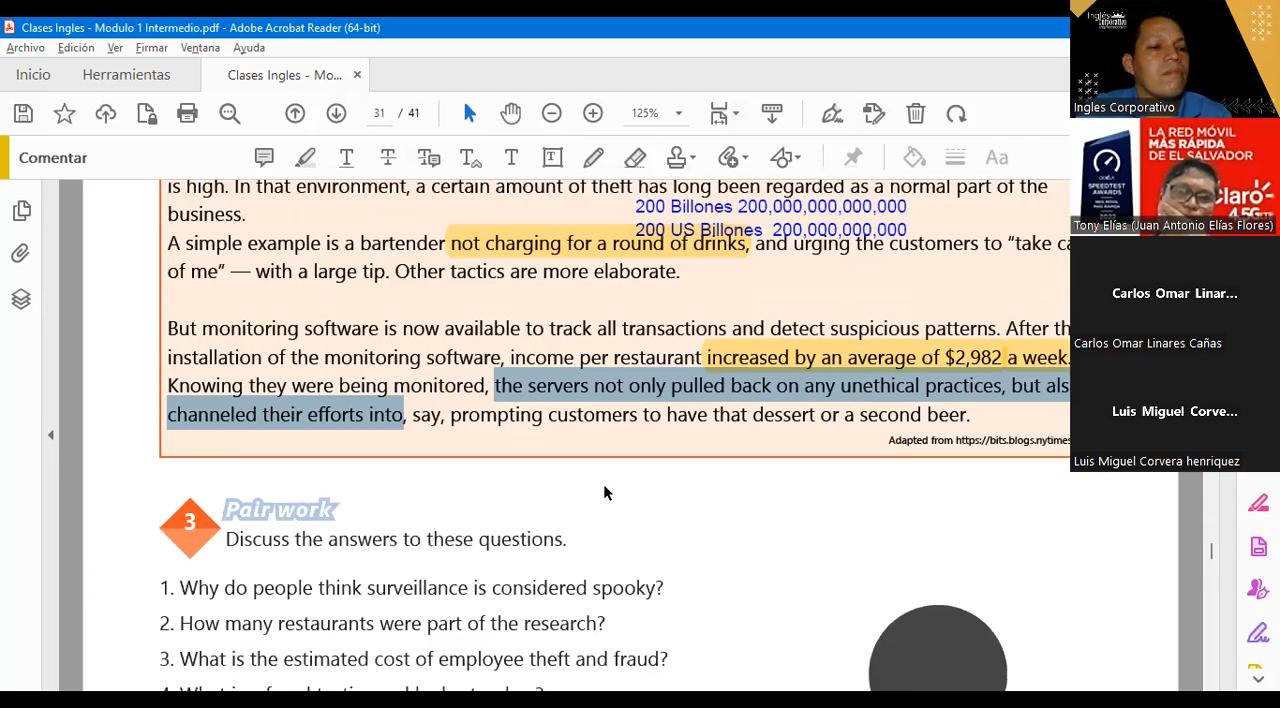 Clases Ingles - Modulo 1 Intermedio.pdf - Adobe Acrobat Reader (64-bit)
Archivo Edición Ver Firmar Ventana Ayuda
Inicio Herramientas Clases Ingles - Mo... ×
31 / 41 125%
Comentar
is high. In that environment, a certain amount of theft has long been regarded as a normal part of the
business.
200 Billones 200,000,000,000,000
200 US Billones 200,000,000,000
A simple example is a bartender not charging for a round of drinks, and urging the customers to “take ca
of me” — with a large tip. Other tactics are more elaborate.
But monitoring software is now available to track all transactions and detect suspicious patterns. After th
installation of the monitoring software, income per restaurant increased by an average of $2,982 a week.
Knowing they were being monitored, the servers not only pulled back on any unethical practices, but als
channeled their efforts into, say, prompting customers to have that dessert or a second beer.
Adapted from https://bits.blogs.nytimes
3 Pair work
Discuss the answers to these questions.
1. Why do people think surveillance is considered spooky?
2. How many restaurants were part of the research?
3. What is the estimated cost of employee theft and fraud?
Inglés
Corporativo
Ingles Corporativo
LA RED MÓVIL
MÁS RÁPIDA
DE EL SALVADOR
SPEEDTEST
AWARDS
Claro
4.5G
Tony Elías (Juan Antonio Elías Flores)
Carlos Omar Linar...
Carlos Omar Linares Cañas
Luis Miguel Corve...
Luis Miguel Corvera henriquez